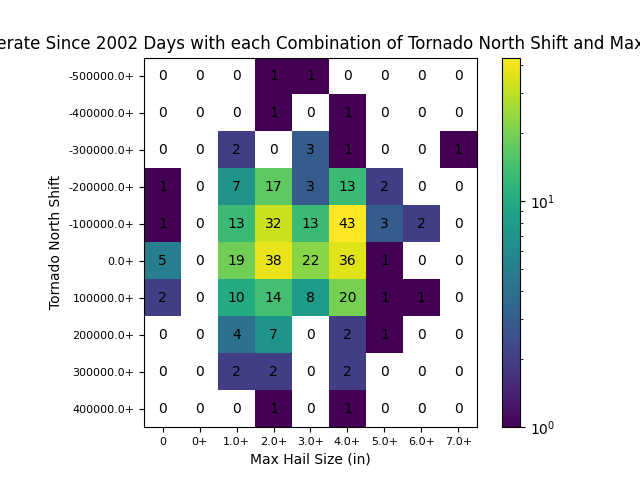 erate Since 2002 Days with each Combination of Tornado North Shift and Max
Tornado North Shift
-500000.0+ 0 0 0 1 1 0 0 0 0
-400000.0+ 0 0 0 1 0 1 0 0 0
-300000.0+ 0 0 2 0 3 1 0 0 1
-200000.0+ 1 0 7 17 3 13 2 0 0
-100000.0+ 1 0 13 32 13 43 3 2 0
0.0+ 5 0 19 38 22 36 1 0 0
100000.0+ 2 0 10 14 8 20 1 1 0
200000.0+ 0 0 4 7 0 2 1 0 0
300000.0+ 0 0 2 2 0 2 0 0 0
400000.0+ 0 0 0 1 0 1 0 0 0
0 0+ 1.0+ 2.0+ 3.0+ 4.0+ 5.0+ 6.0+ 7.0+
Max Hail Size (in)
10¹
10⁰